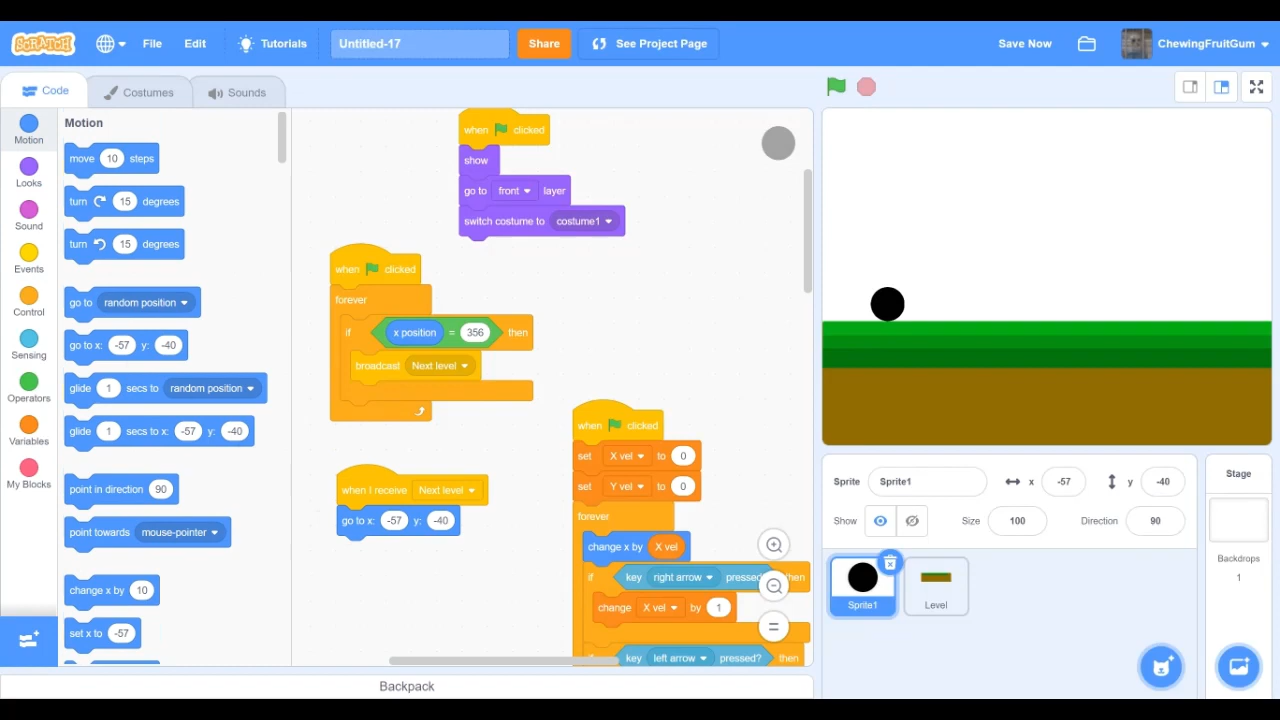 SCRATCH
File
Edit
Tutorials
Untitled-17
Share
See Project Page
Save Now
ChewingFruitGum
Code
Costumes
Sounds
Motion
Looks
Sound
Events
Control
Sensing
Operators
Variables
My Blocks
Motion
move 10 steps
turn 15 degrees
turn 15 degrees
go to random position
go to x: -57 y: -40
glide 1 secs to random position
glide 1 secs to x: -57 y: -40
point in direction 90
point towards mouse-pointer
change x by 10
set x to -57
when clicked
show
go to front layer
switch costume to costume1
when clicked
forever
if x position = 356 then
broadcast Next level
when I receive Next level
go to x: -57 y: -40
when clicked
set X vel to 0
set Y vel to 0
forever
change x by X vel
if key right arrow pressed then
change X vel by 1
key left arrow pressed? then
Backpack
Sprite Sprite1 x -57 y -40
Show Size 100 Direction 90
Sprite1
Level
Stage
Backdrops
1